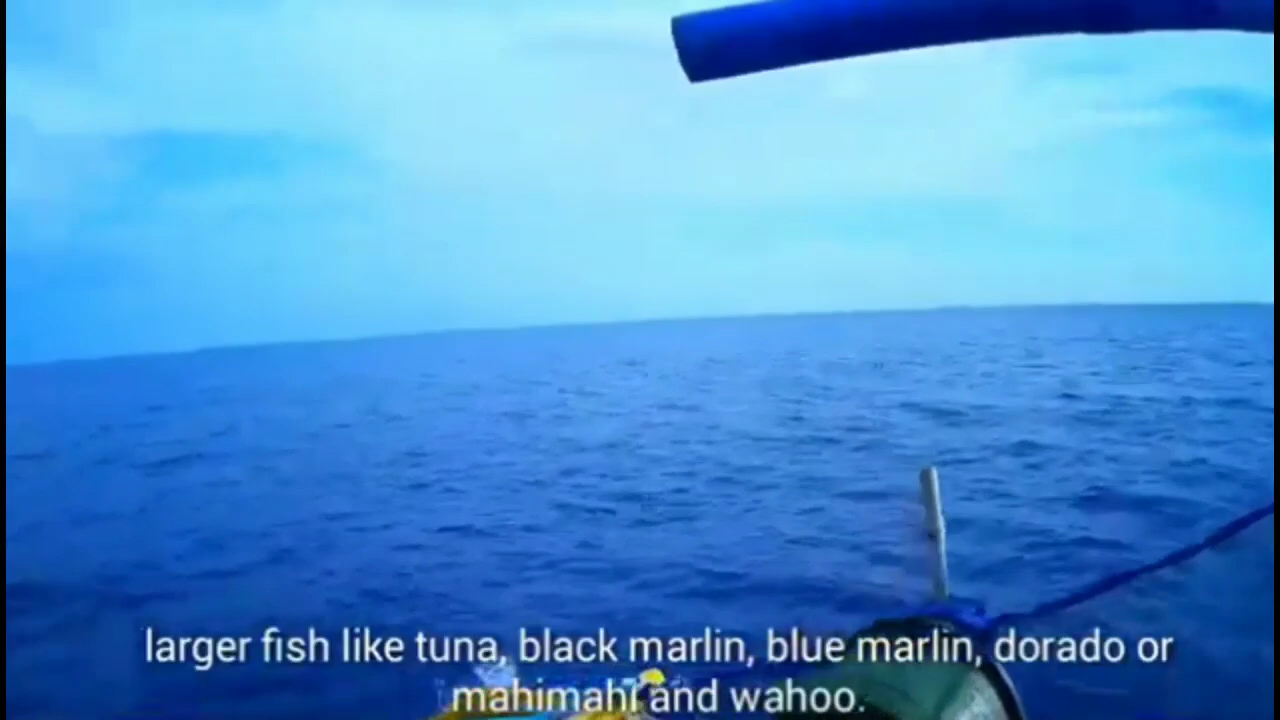 larger fish like tuna, black marlin, blue marlin, dorado or
mahimahi and wahoo.